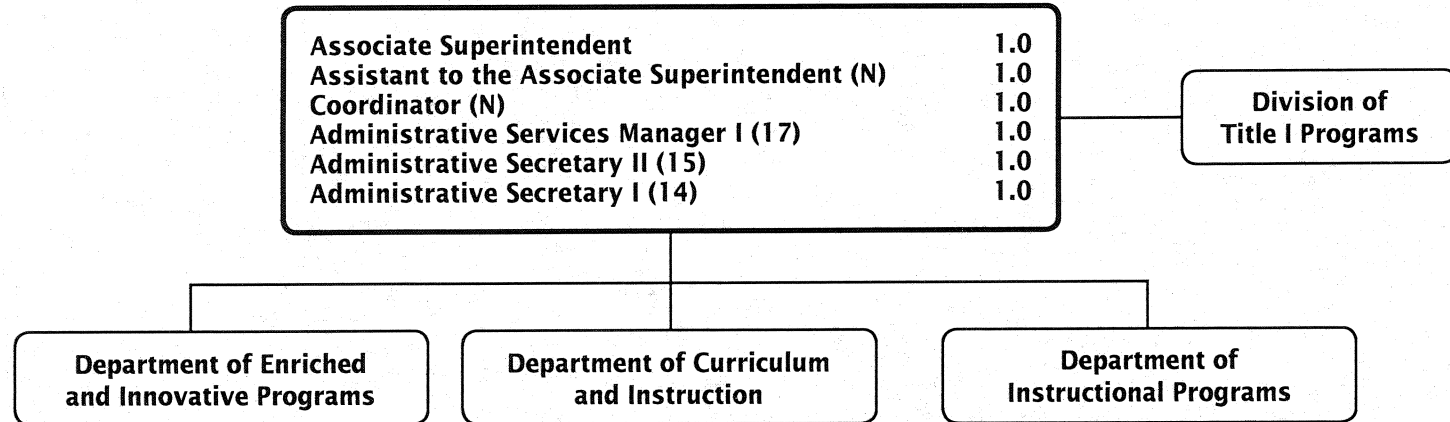 Associate Superintendent 1.0
Assistant to the Associate Superintendent (N) 1.0
Coordinator (N) 1.0
Administrative Services Manager I (17) 1.0
Administrative Secretary II (15) 1.0
Administrative Secretary I (14) 1.0
Division of
Title I Programs
Department of Enriched
and Innovative Programs
Department of Curriculum
and Instruction
Department of
Instructional Programs